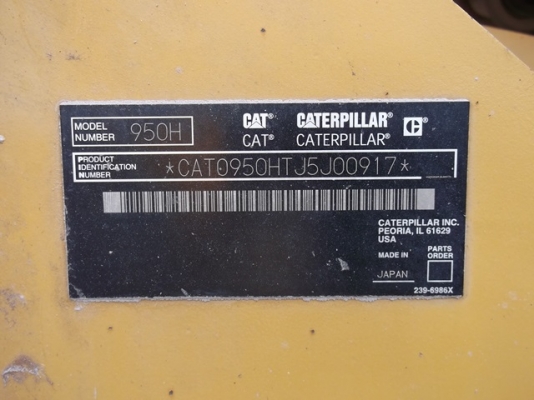 MODEL
NUMBER 950H
CAT CATERPILLAR C
CAT® CATERPILLAR®
PRODUCT
IDENTIFICATION
NUMBER
*CAT0950HTJ5J00917*
CATERPILLAR INC.
PEORIA, IL 61629
USA
MADE IN
JAPAN
PARTS
ORDER
239-6986X